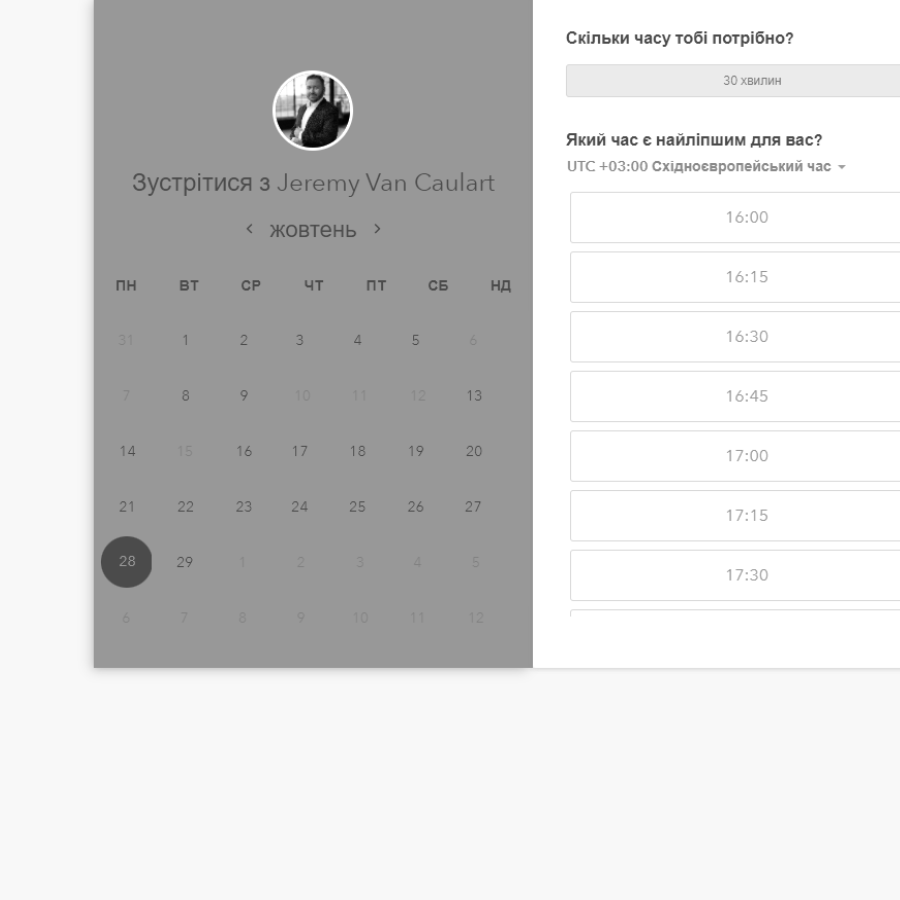 Зустрітися з Jeremy Van Caulart
жовтень
ПН ВТ СР ЧТ ПТ СБ НД
31 1 2 3 4 5 6
7 8 9 10 11 12 13
14 15 16 17 18 19 20
21 22 23 24 25 26 27
28 29 1 2 3 4 5
6 7 8 9 10 11 12
Скільки часу тобі потрібно?
30 хвилин
Який час є найліпшим для вас?
UTC +03:00 Східноєвропейський час
16:00
16:15
16:30
16:45
17:00
17:15
17:30